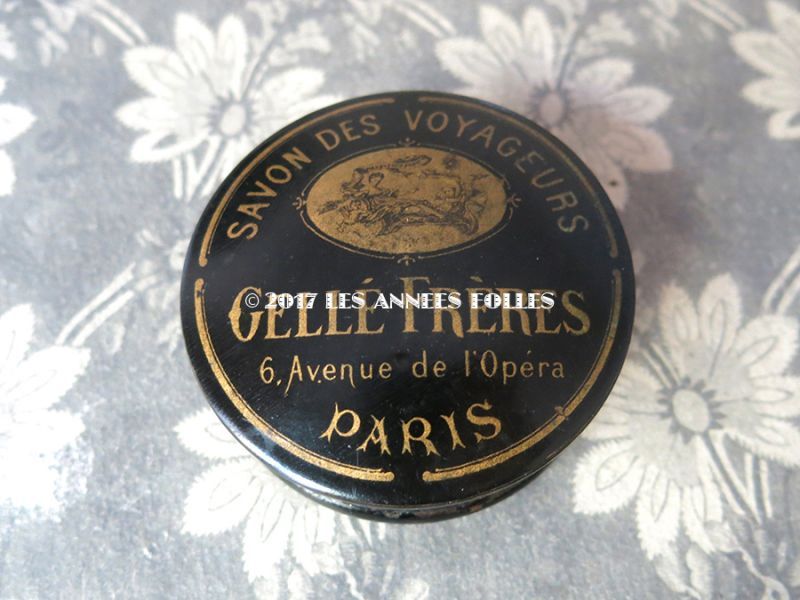 SAVON DES VOYAGEURS
GELLÉ FRÈRES
© 2017 LES ANNEES FOLLES
6, Avenue de l'Opéra
PARIS